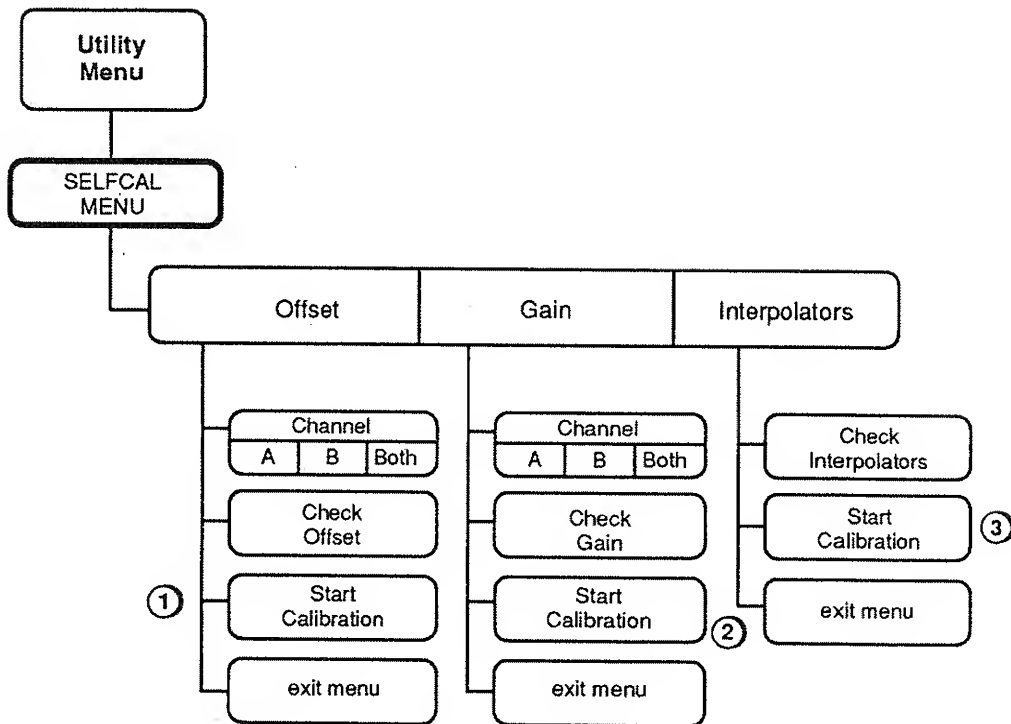 Utility
Menu
SELFCAL
MENU
Offset
Gain
Interpolators
Channel
A
B
Both
Check
Offset
1
Start
Calibration
exit menu
Channel
A
B
Both
Check
Gain
Start
Calibration
2
exit menu
Check
Interpolators
Start
Calibration
3
exit menu